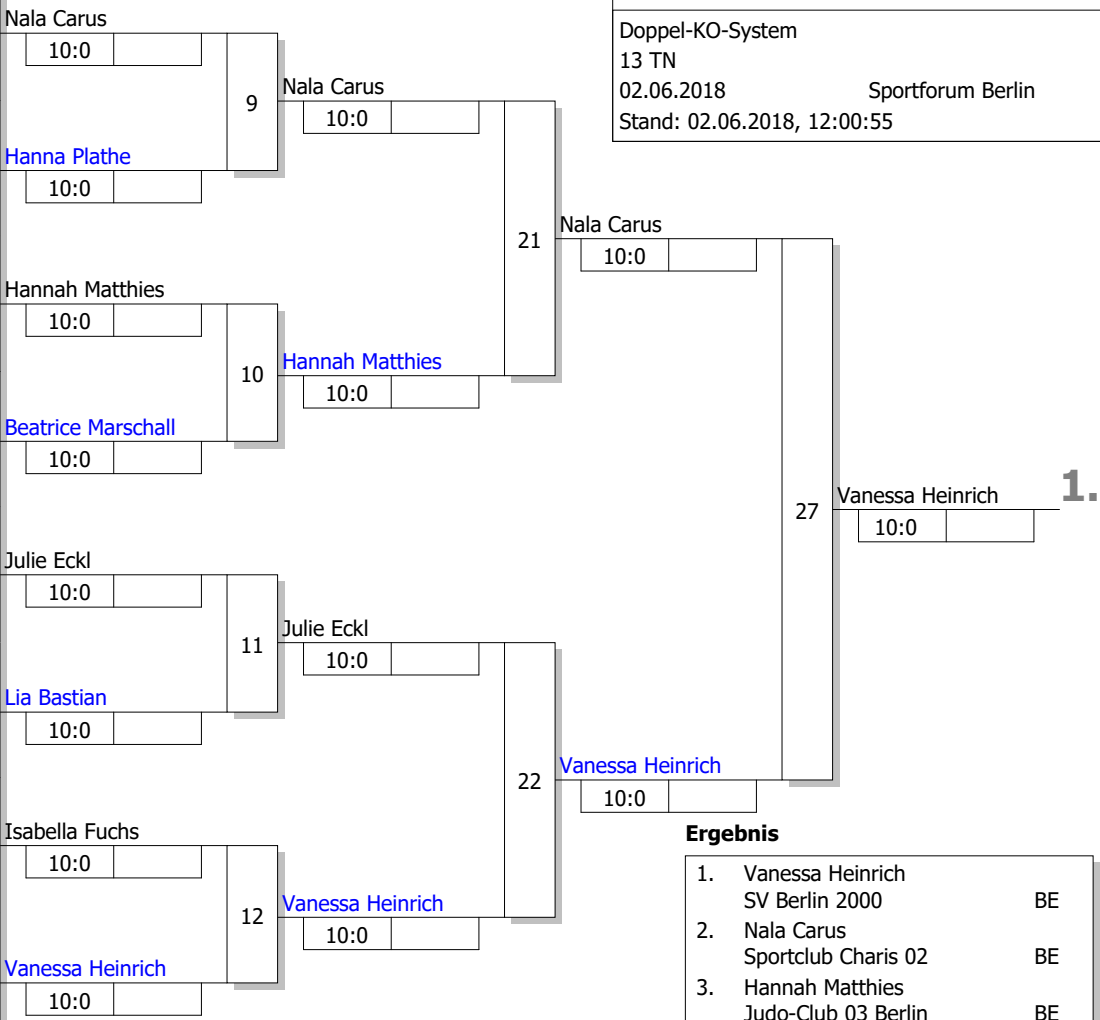 Nala Carus
10:0
Doppel-KO-System
13 TN
02.06.2018 Sportforum Berlin
Stand: 02.06.2018, 12:00:55
9
Nala Carus
10:0
Hanna Plathe
10:0
21
Nala Carus
10:0
Hannah Matthies
10:0
10
Hannah Matthies
10:0
Beatrice Marschall
10:0
27
Vanessa Heinrich
10:0
1.
Julie Eckl
10:0
11
Julie Eckl
10:0
Lia Bastian
10:0
22
Vanessa Heinrich
10:0
Isabella Fuchs
10:0
12
Vanessa Heinrich
10:0
Vanessa Heinrich
10:0
Ergebnis
1. Vanessa Heinrich
SV Berlin 2000 BE
2. Nala Carus
Sportclub Charis 02 BE
3. Hannah Matthies
Judo-Club 03 Berlin BE